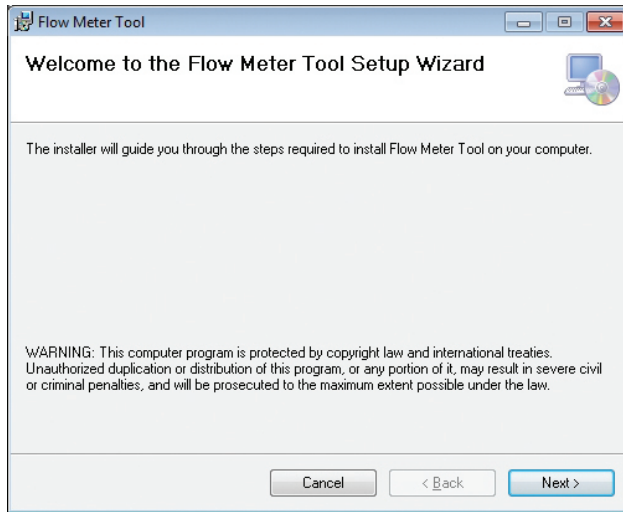 Flow Meter Tool
Welcome to the Flow Meter Tool Setup Wizard
The installer will guide you through the steps required to install Flow Meter Tool on your computer.
WARNING: This computer program is protected by copyright law and international treaties.
Unauthorized duplication or distribution of this program, or any portion of it, may result in severe civil
or criminal penalties, and will be prosecuted to the maximum extent possible under the law.
Cancel < Back Next >